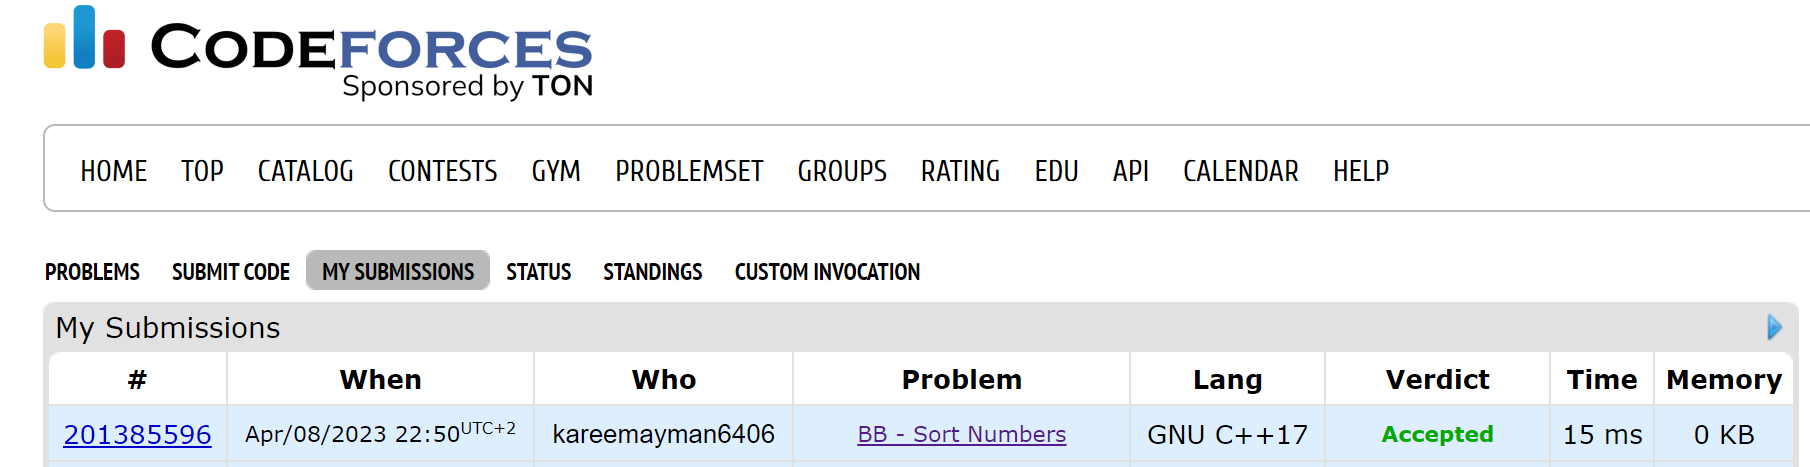 CODEFORCES
Sponsored by TON
HOME TOP CATALOG CONTESTS GYM PROBLEMSET GROUPS RATING EDU API CALENDAR HELP
PROBLEMS SUBMIT CODE MY SUBMISSIONS STATUS STANDINGS CUSTOM INVOCATION
My Submissions
# When Who Problem Lang Verdict Time Memory
201385596 Apr/08/2023 22:50UTC+2 kareemayman6406 BB - Sort Numbers GNU C++17 Accepted 15 ms 0 KB